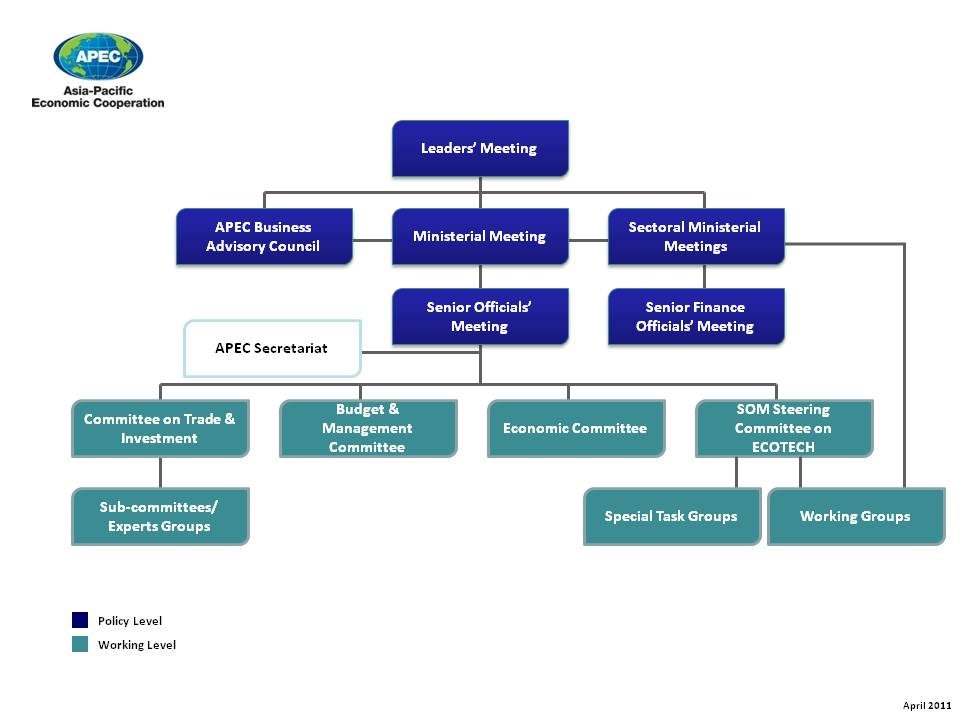 APEC
Asia-Pacific
Economic Cooperation
Leaders’ Meeting
APEC Business
Advisory Council
Ministerial Meeting
Sectoral Ministerial
Meetings
Senior Officials’
Meeting
Senior Finance
Officials’ Meeting
APEC Secretariat
Committee on Trade &
Investment
Budget &
Management
Committee
Economic Committee
SOM Steering
Committee on
ECOTECH
Sub-committees/
Experts Groups
Special Task Groups
Working Groups
Policy Level
Working Level
April 2011